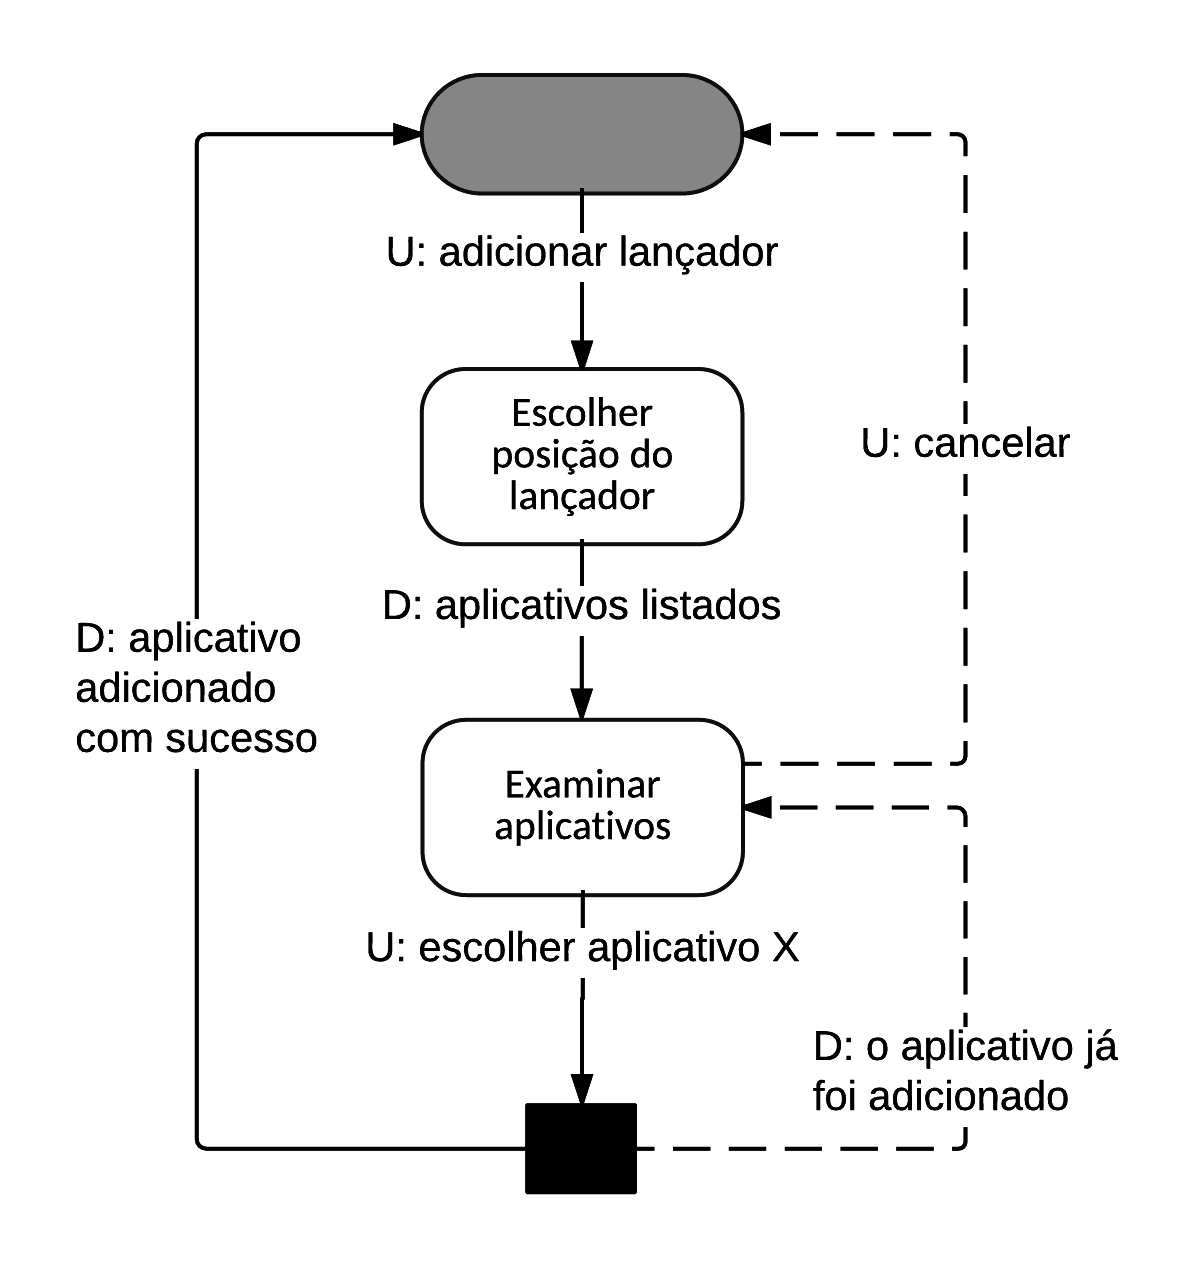 U: adicionar lançador
Escolher
posição do
lançador
U: cancelar
D: aplicativos listados
D: aplicativo
adicionado
com sucesso
Examinar
aplicativos
U: escolher aplicativo X
D: o aplicativo já
foi adicionado